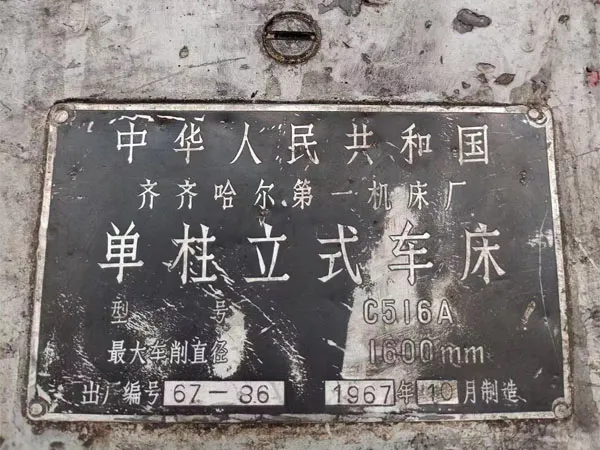 中华人民共和国
齐齐哈尔第一机床厂
单柱立式车床
型号 C516A
最大车削直径 1600mm
出厂编号 67-86 1967年10月制造